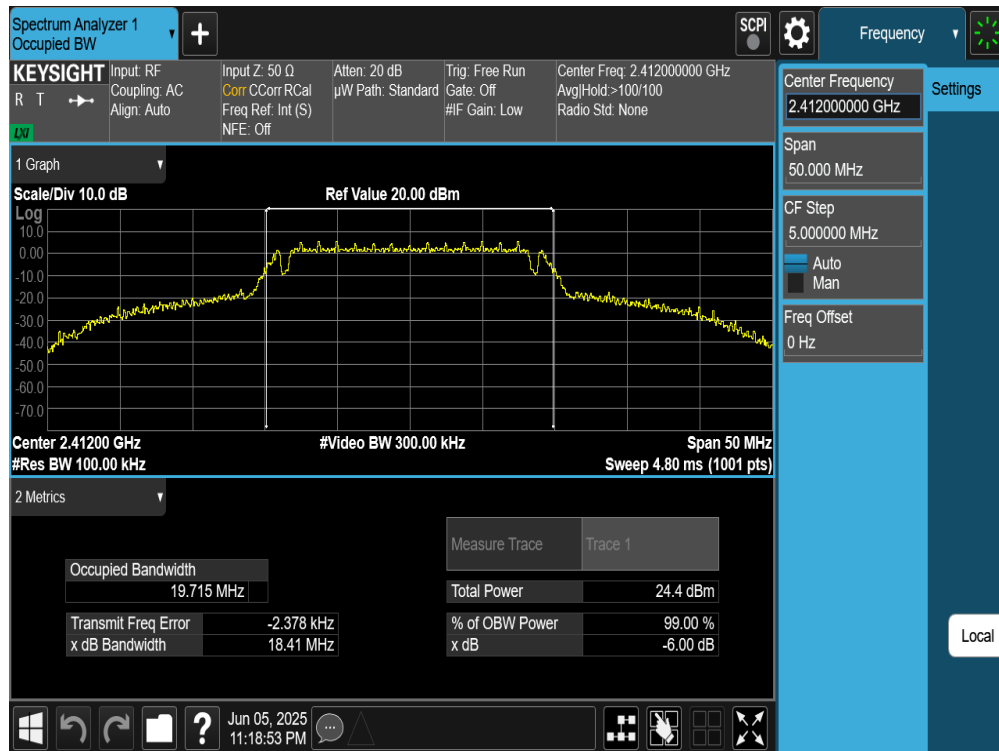 Spectrum Analyzer 1
Occupied BW
+
SCPI
Frequency
KEYSIGHT
R T
LXI
Input: RF
Coupling: AC
Align: Auto
Input Z: 50 Ω
Corr CCorr RCal
Freq Ref: Int (S)
NFE: Off
Atten: 20 dB
µW Path: Standard
Trig: Free Run
Gate: Off
#IF Gain: Low
Center Freq: 2.412000000 GHz
Avg|Hold:>100/100
Radio Std: None
Center Frequency
2.412000000 GHz
Settings
Span
50.000 MHz
CF Step
5.000000 MHz
Auto
Man
Freq Offset
0 Hz
Local
1 Graph
Scale/Div 10.0 dB
Ref Value 20.00 dBm
Log
10.0
0.00
-10.0
-20.0
-30.0
-40.0
-50.0
-60.0
-70.0
Center 2.41200 GHz
#Video BW 300.00 kHz
Span 50 MHz
#Res BW 100.00 kHz
Sweep 4.80 ms (1001 pts)
2 Metrics
Measure Trace
Trace 1
Occupied Bandwidth
19.715 MHz
Total Power
24.4 dBm
Transmit Freq Error
-2.378 kHz
% of OBW Power
99.00 %
x dB Bandwidth
18.41 MHz
x dB
-6.00 dB
?
Jun 05, 2025
11:18:53 PM